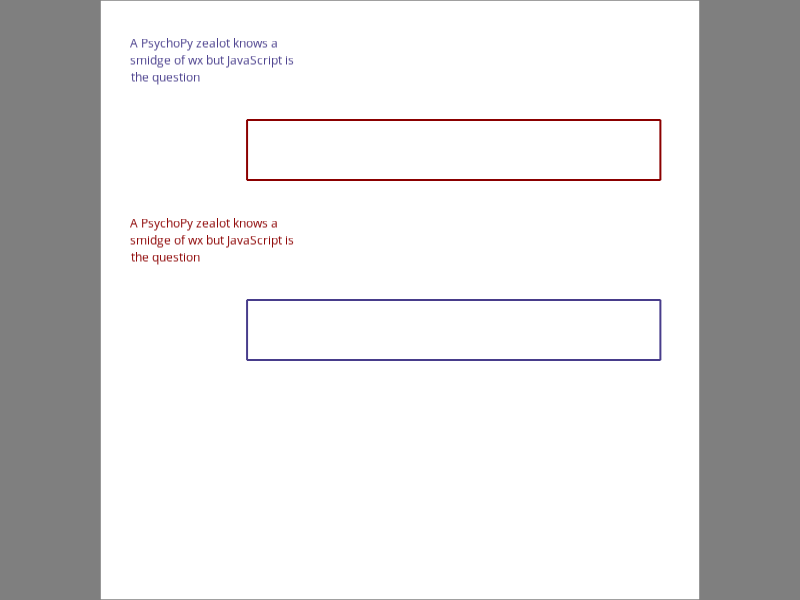 A PsychoPy zealot knows a
smidge of wx but JavaScript is
the question
A PsychoPy zealot knows a
smidge of wx but JavaScript is
the question